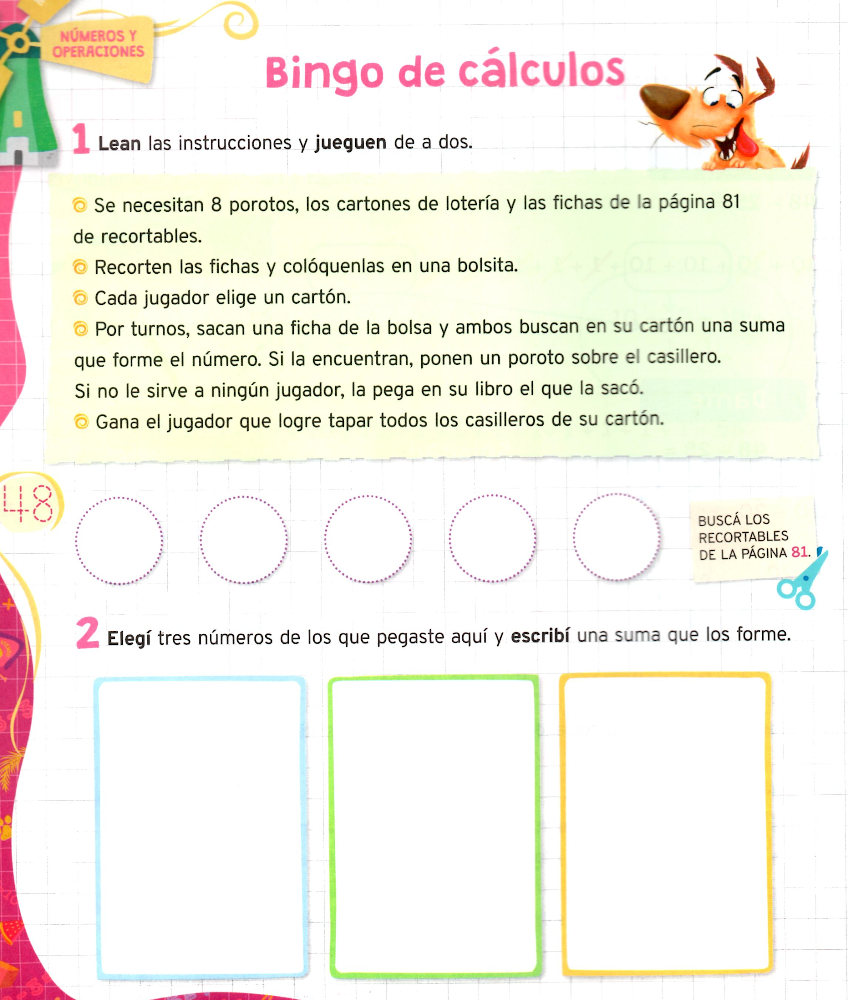 NÚMEROS Y
OPERACIONES
Bingo de cálculos
1 Lean las instrucciones y jueguen de a dos.
Se necesitan 8 porotos, los cartones de lotería y las fichas de la página 81
de recortables.
Recorten las fichas y colóquenlas en una bolsita.
Cada jugador elige un cartón.
Por turnos, sacan una ficha de la bolsa y ambos buscan en su cartón una suma
que forme el número. Si la encuentran, ponen un poroto sobre el casillero.
Si no le sirve a ningún jugador, la pega en su libro el que la sacó.
Gana el jugador que logre tapar todos los casilleros de su cartón.
48
BUSCÁ LOS
RECORTABLES
DE LA PÁGINA 81.
2 Elegí tres números de los que pegaste aquí y escribí una suma que los forme.